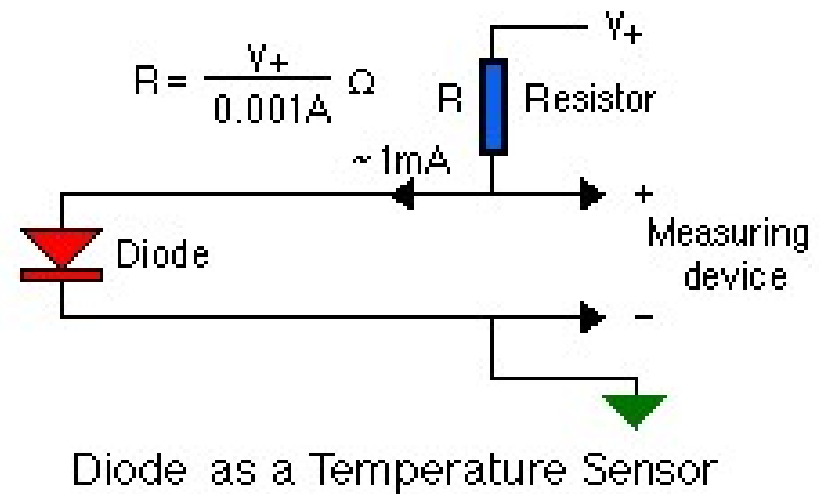 V+
R = V+ / 0.001A Ω
R Resistor
~1mA
+
Measuring
device
Diode
−
Diode as a Temperature Sensor